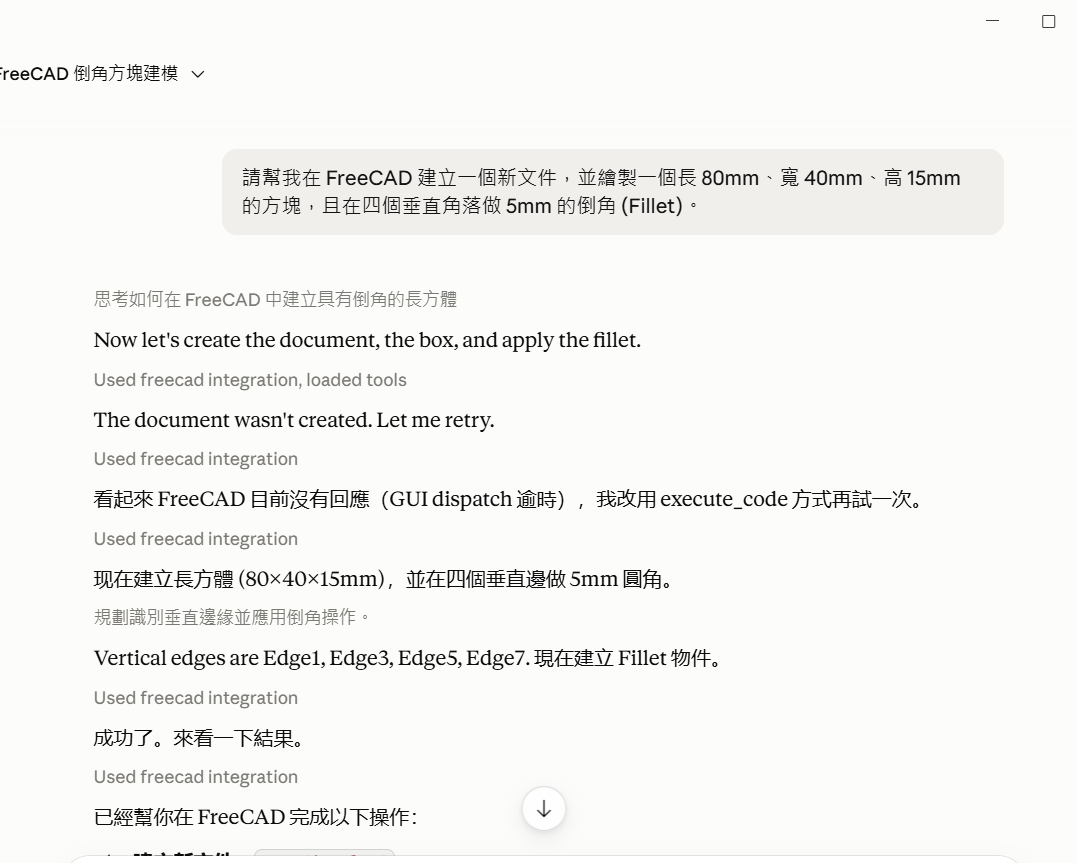 FreeCAD 倒角方塊建模
請幫我在 FreeCAD 建立一個新文件，並繪製一個長 80mm、寬 40mm、高 15mm
的方塊，且在四個垂直角落做 5mm 的倒角 (Fillet)。
思考如何在 FreeCAD 中建立具有倒角的長方體
Now let's create the document, the box, and apply the fillet.
Used freecad integration, loaded tools
The document wasn't created. Let me retry.
Used freecad integration
看起來 FreeCAD 目前沒有回應（GUI dispatch 逾時），我改用 execute_code 方式再試一次。
Used freecad integration
现在建立長方體 (80×40×15mm)，並在四個垂直邊做 5mm 圓角。
規劃識別垂直邊緣並應用倒角操作。
Vertical edges are Edge1, Edge3, Edge5, Edge7. 現在建立 Fillet 物件。
Used freecad integration
成功了。來看一下結果。
Used freecad integration
已經幫你在 FreeCAD 完成以下操作：